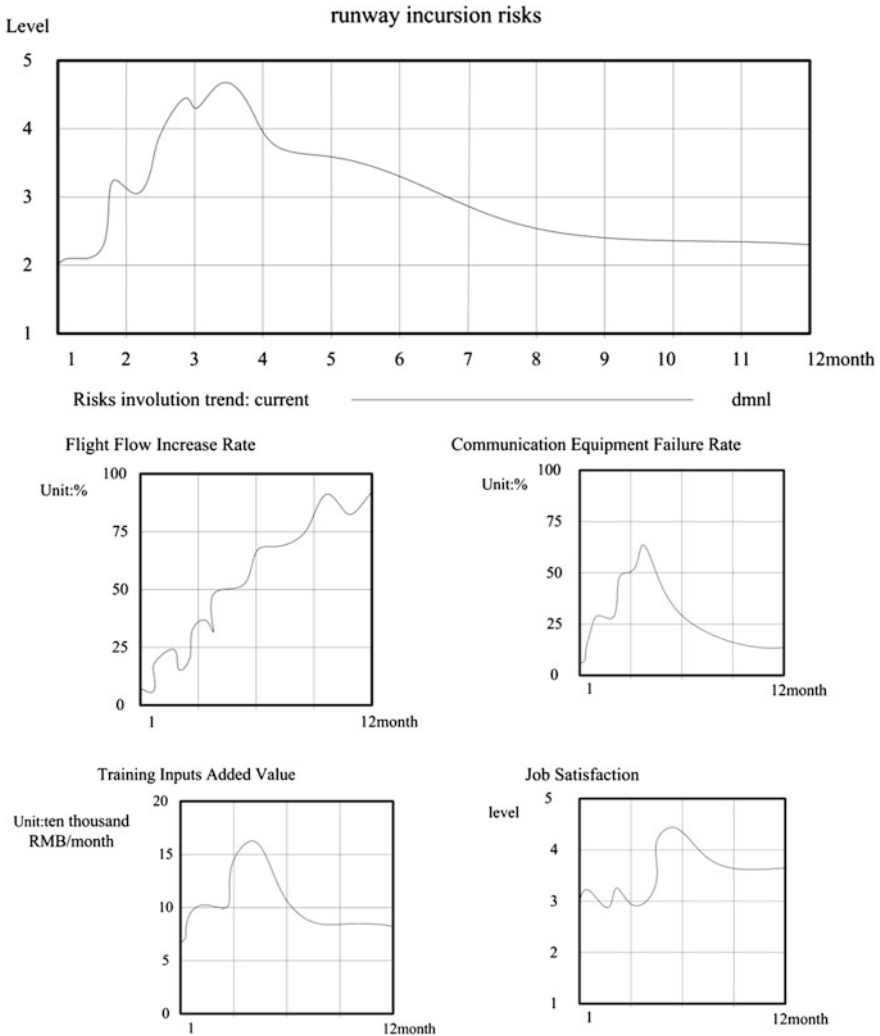 runway incursion risks
Level
5
4
3
2
1
1 2 3 4 5 6 7 8 9 10 11 12month
Risks involution trend: current dmnl
Flight Flow Increase Rate
Unit:%
100
75
50
25
0
1 12month
Communication Equipment Failure Rate
Unit:%
100
75
50
25
0
1 12month
Training Inputs Added Value
Unit:ten thousand
RMB/month
20
15
10
5
0
1 12month
Job Satisfaction
level
5
4
3
2
1
1 12month